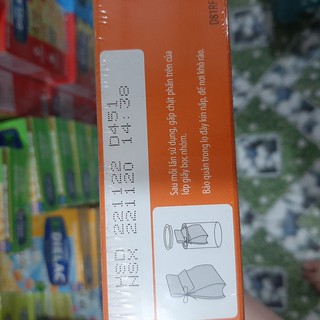 HSD 221122 D451
NSX 221120 14:38
Sau mỗi lần sử dụng, gấp chặt phần trên của
lớp giấy bọc nhôm.
Bảo quản trong lọ đậy kín nắp, để nơi khô ráo.
DIELAC